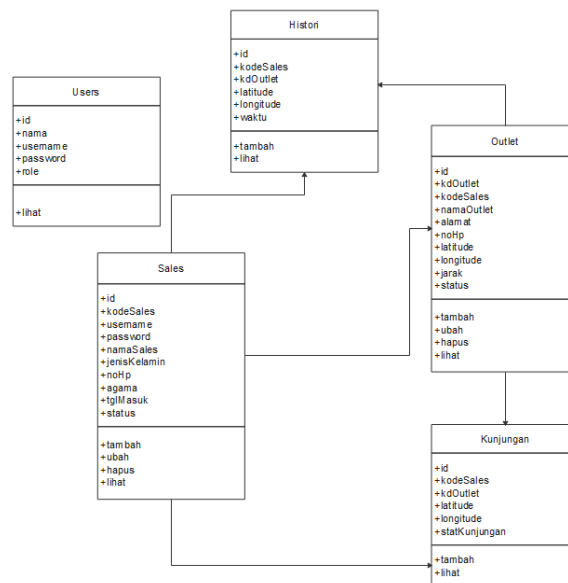 Histori
+id
+kodeSales
+kdOutlet
+latitude
+longitude
+waktu
+tambah
+lihat
Users
+id
+nama
+username
+password
+role
+lihat
Outlet
+id
+kdOutlet
+kodeSales
+namaOutlet
+alamat
+noHp
+latitude
+longitude
+jarak
+status
+tambah
+ubah
+hapus
+lihat
Sales
+id
+kodeSales
+username
+password
+namaSales
+jenisKelamin
+noHp
+agama
+tglMasuk
+status
+tambah
+ubah
+hapus
+lihat
Kunjungan
+id
+kodeSales
+kdOutlet
+latitude
+longitude
+statKunjungan
+tambah
+lihat